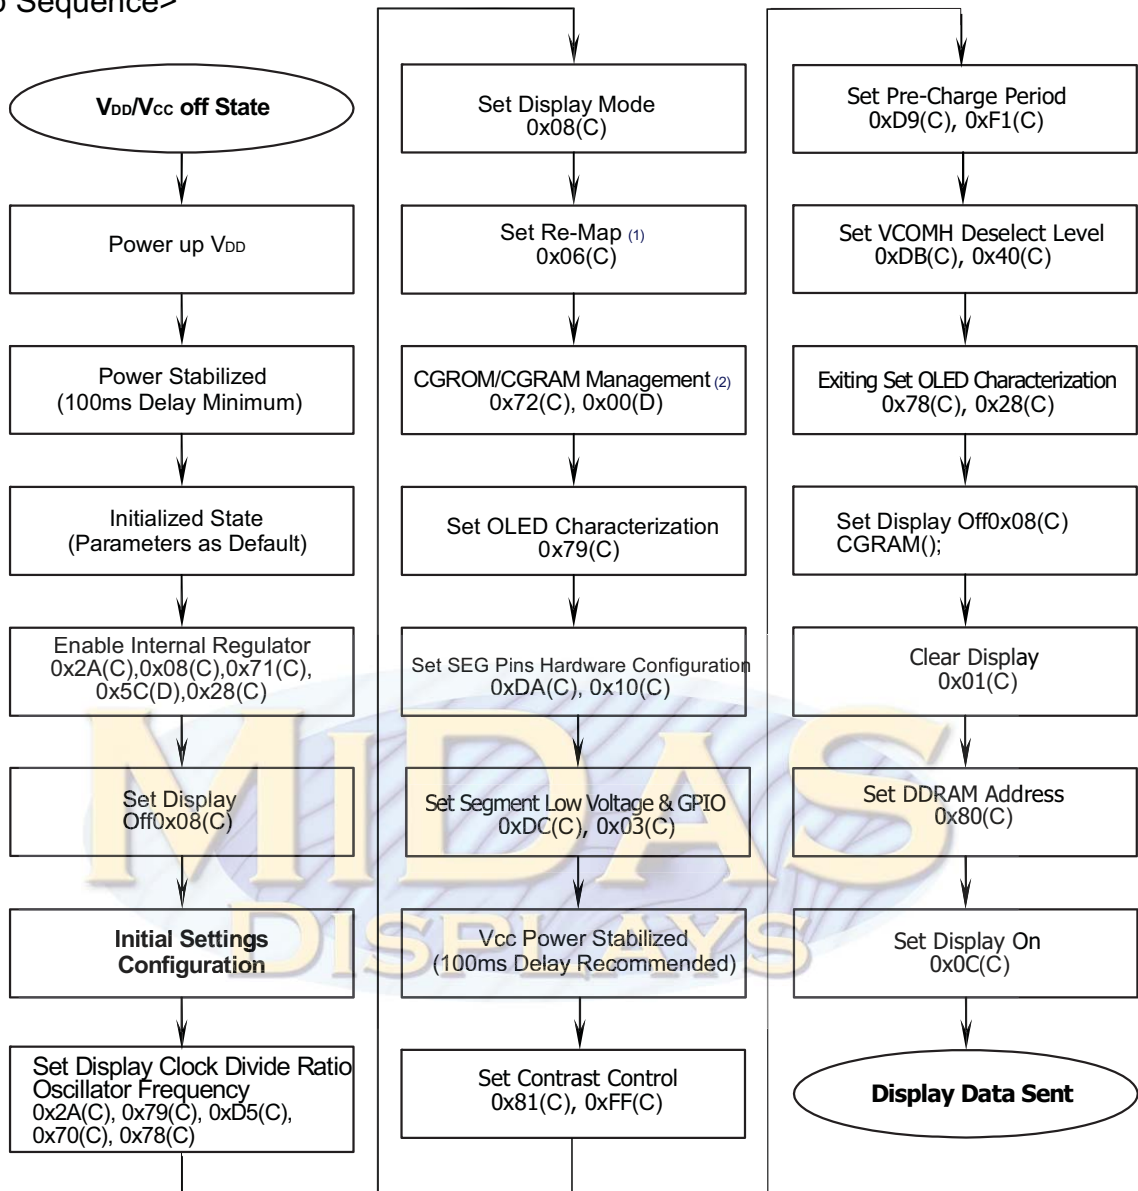 Sequence>
VDD/VCC off State
Power up VDD
Power Stabilized
(100ms Delay Minimum)
Initialized State
(Parameters as Default)
Enable Internal Regulator
0x2A(C),0x08(C),0x71(C),
0x5C(D),0x28(C)
Set Display
Off0x08(C)
Initial Settings
Configuration
Set Display Clock Divide Ratio
Oscillator Frequency
0x2A(C), 0x79(C), 0xD5(C),
0x70(C), 0x78(C)
Set Display Mode
0x08(C)
Set Re-Map (1)
0x06(C)
CGROM/CGRAM Management (2)
0x72(C), 0x00(D)
Set OLED Characterization
0x79(C)
Set SEG Pins Hardware Configuration
0xDA(C), 0x10(C)
Set Segment Low Voltage & GPIO
0xDC(C), 0x03(C)
Vcc Power Stabilized
(100ms Delay Recommended)
Set Contrast Control
0x81(C), 0xFF(C)
Set Pre-Charge Period
0xD9(C), 0xF1(C)
Set VCOMH Deselect Level
0xDB(C), 0x40(C)
Exiting Set OLED Characterization
0x78(C), 0x28(C)
Set Display Off0x08(C)
CGRAM();
Clear Display
0x01(C)
Set DDRAM Address
0x80(C)
Set Display On
0x0C(C)
Display Data Sent
MIDAS
DISPLAYS